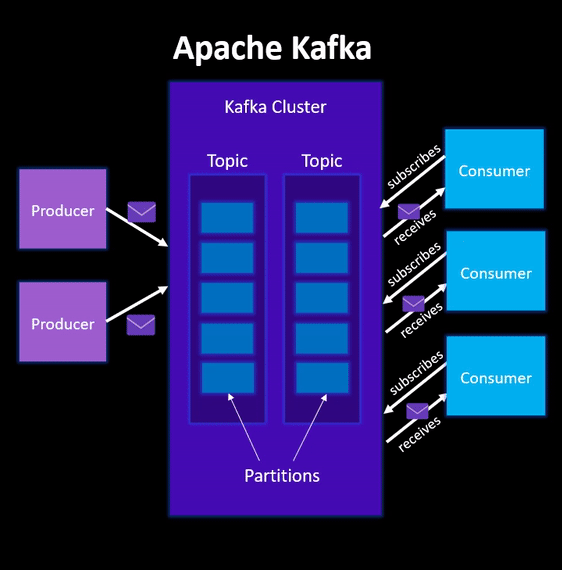 Apache Kafka
Kafka Cluster
Topic
Topic
Producer
Producer
Partitions
subscribes
receives
Consumer
subscribes
receives
Consumer
subscribes
receives
Consumer